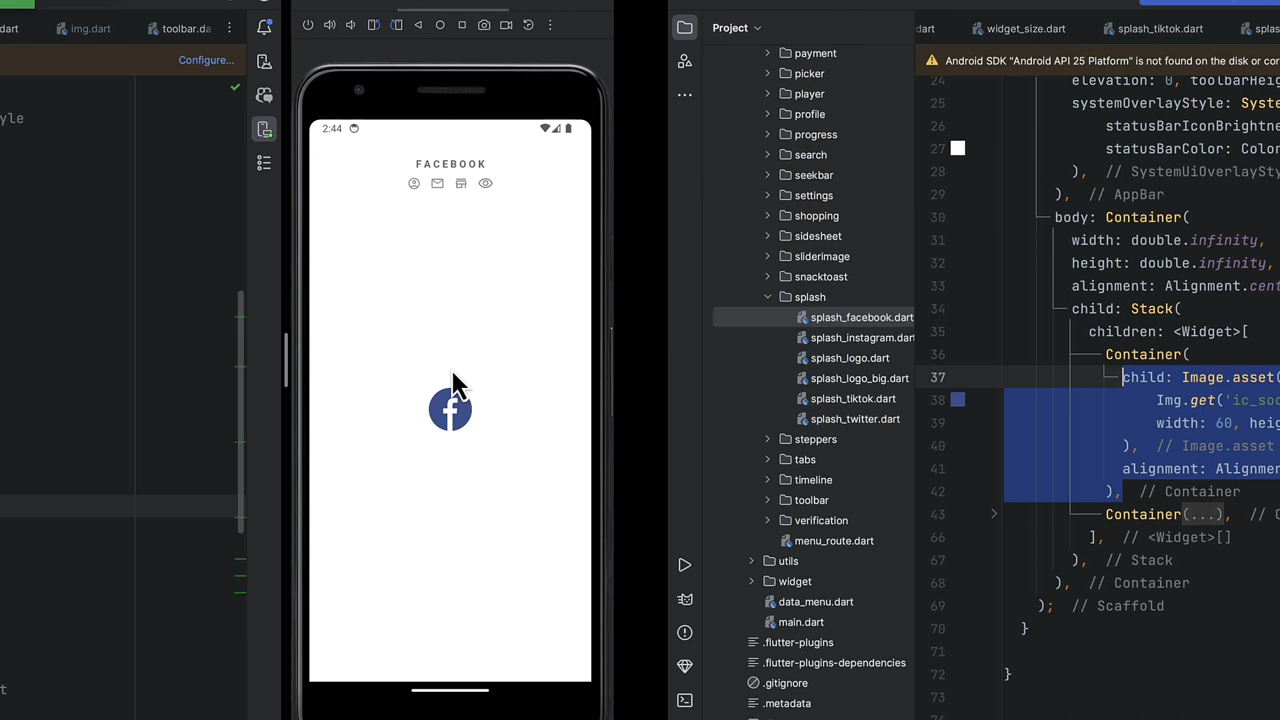 dart
img.dart
toolbar.da
Configure...
yle
t
2:44
FACEBOOK
Project
payment
picker
player
profile
progress
search
seekbar
settings
shopping
sidesheet
sliderimage
snacktoast
splash
splash_facebook.dart
splash_instagram.dart
splash_logo.dart
splash_logo_big.dart
splash_tiktok.dart
splash_twitter.dart
steppers
tabs
timeline
toolbar
verification
menu_route.dart
utils
widget
data_menu.dart
main.dart
.flutter-plugins
.flutter-plugins-dependencies
.gitignore
.metadata
dart
widget_size.dart
splash_tiktok.dart
splas
Android SDK "Android API 25 Platform" is not found on the disk or cor
24 elevation: 0, toolbarHei
25 systemOverlayStyle: Syste
26 statusBarIconBrightne
27 statusBarColor: Color
28 ), // SystemUiOverlaySty
29 ), // AppBar
30 body: Container(
31 width: double.infinity,
32 height: double.infinity,
33 alignment: Alignment.cent
34 child: Stack(
35 children: <Widget>[
36 Container(
37 child: Image.asset(
38 Img.get('ic_soc
39 width: 60, heig
40 ), // Image.asset
41 alignment: Alignmen
42 ), // Container
43 Container(...), // C
66 ], // <Widget>[]
67 ), // Stack
68 ), // Container
69 ); // Scaffold
70 }
71
72 }
73